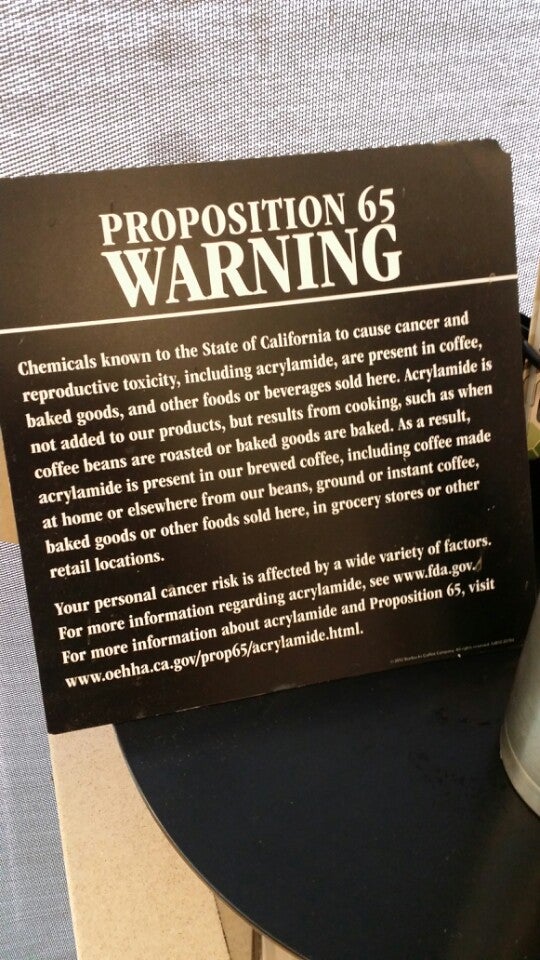 PROPOSITION 65
WARNING
Chemicals known to the State of California to cause cancer and
reproductive toxicity, including acrylamide, are present in coffee,
baked goods, and other foods or beverages sold here. Acrylamide is
not added to our products, but results from cooking, such as when
coffee beans are roasted or baked goods are baked. As a result,
acrylamide is present in our brewed coffee, including coffee made
at home or elsewhere from our beans, ground or instant coffee,
baked goods or other foods sold here, in grocery stores or other
retail locations.
Your personal cancer risk is affected by a wide variety of factors.
For more information regarding acrylamide, see www.fda.gov.
For more information about acrylamide and Proposition 65, visit
www.oehha.ca.gov/prop65/acrylamide.html.
Starbucks Coffee Company. All rights reserved.